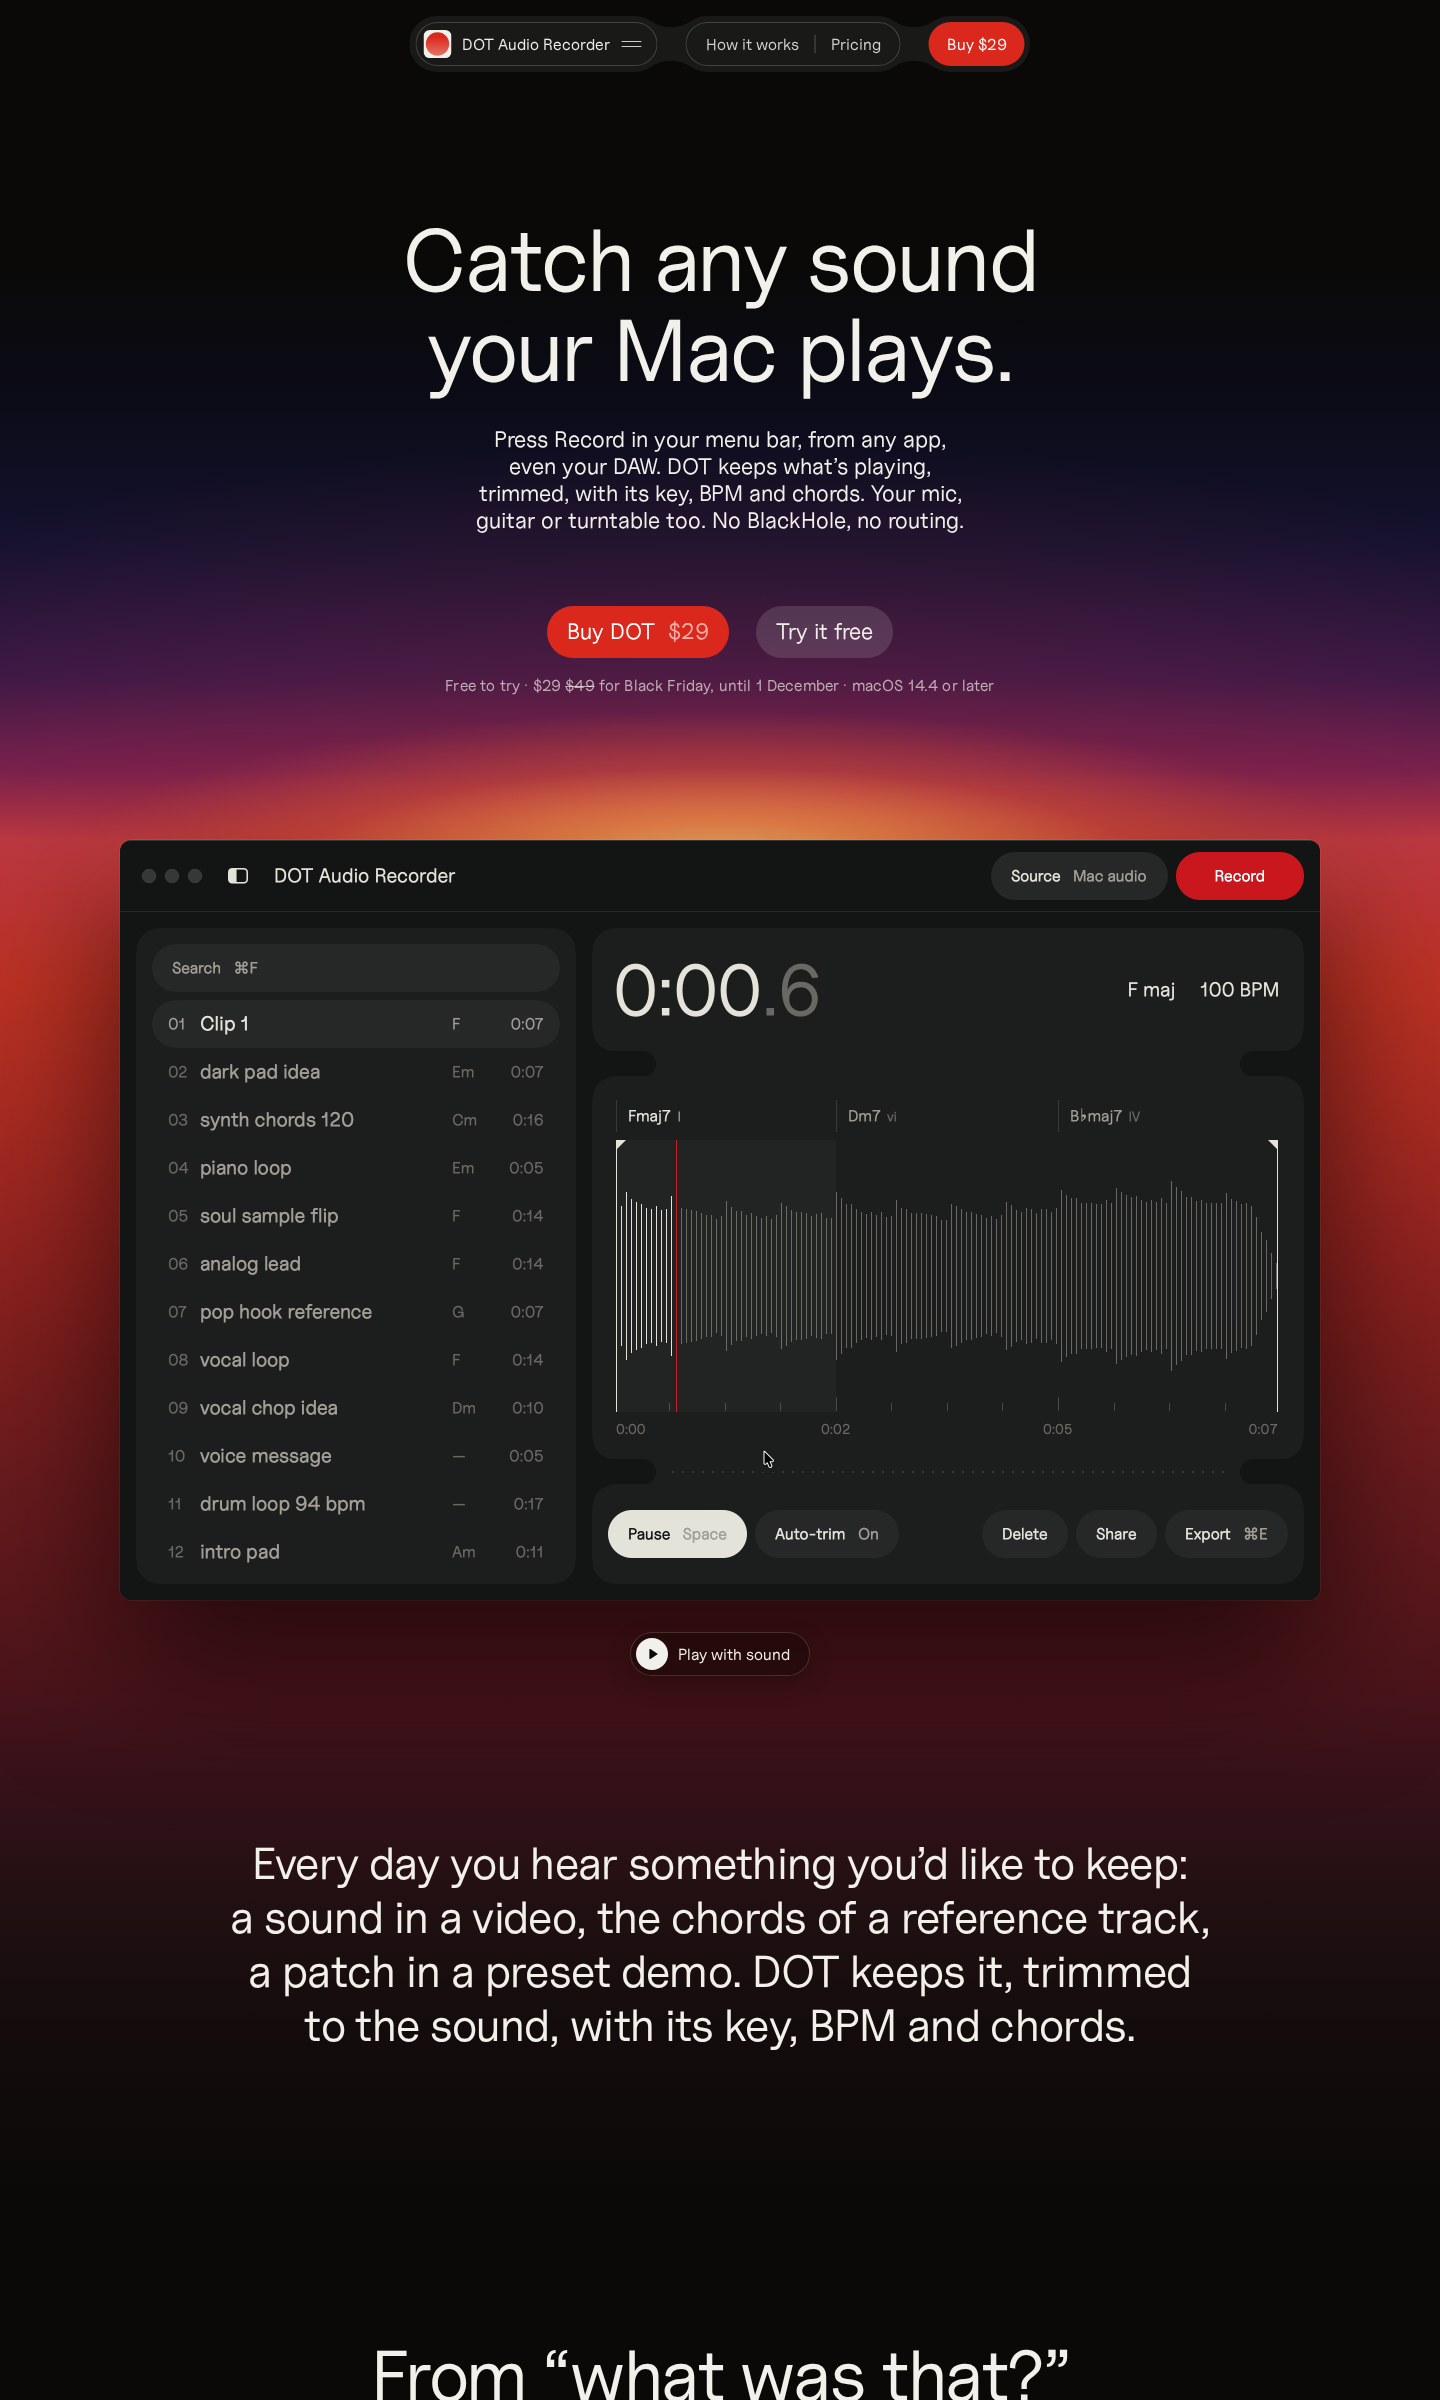 DOT Audio Recorder
How it works
Pricing
Buy $29
Catch any sound
your Mac plays.
Press Record in your menu bar, from any app,
even your DAW. DOT keeps what’s playing,
trimmed, with its key, BPM and chords. Your mic,
guitar or turntable too. No BlackHole, no routing.
Buy DOT $29
Try it free
Free to try · $29 $49 for Black Friday, until 1 December · macOS 14.4 or later
DOT Audio Recorder
Source Mac audio
Record
Search ⌘F
01 Clip 1 F 0:07
02 dark pad idea Em 0:07
03 synth chords 120 Cm 0:16
04 piano loop Em 0:05
05 soul sample flip F 0:14
06 analog lead F 0:14
07 pop hook reference G 0:07
08 vocal loop F 0:14
09 vocal chop idea Dm 0:10
10 voice message — 0:05
11 drum loop 94 bpm — 0:17
12 intro pad Am 0:11
0:00.6
F maj 100 BPM
Fmaj7 I
Dm7 vi
B♭maj7 IV
0:00 0:02 0:05 0:07
Pause Space
Auto-trim On
Delete
Share
Export ⌘E
Play with sound
Every day you hear something you’d like to keep:
a sound in a video, the chords of a reference track,
a patch in a preset demo. DOT keeps it, trimmed
to the sound, with its key, BPM and chords.
From “what was that?”